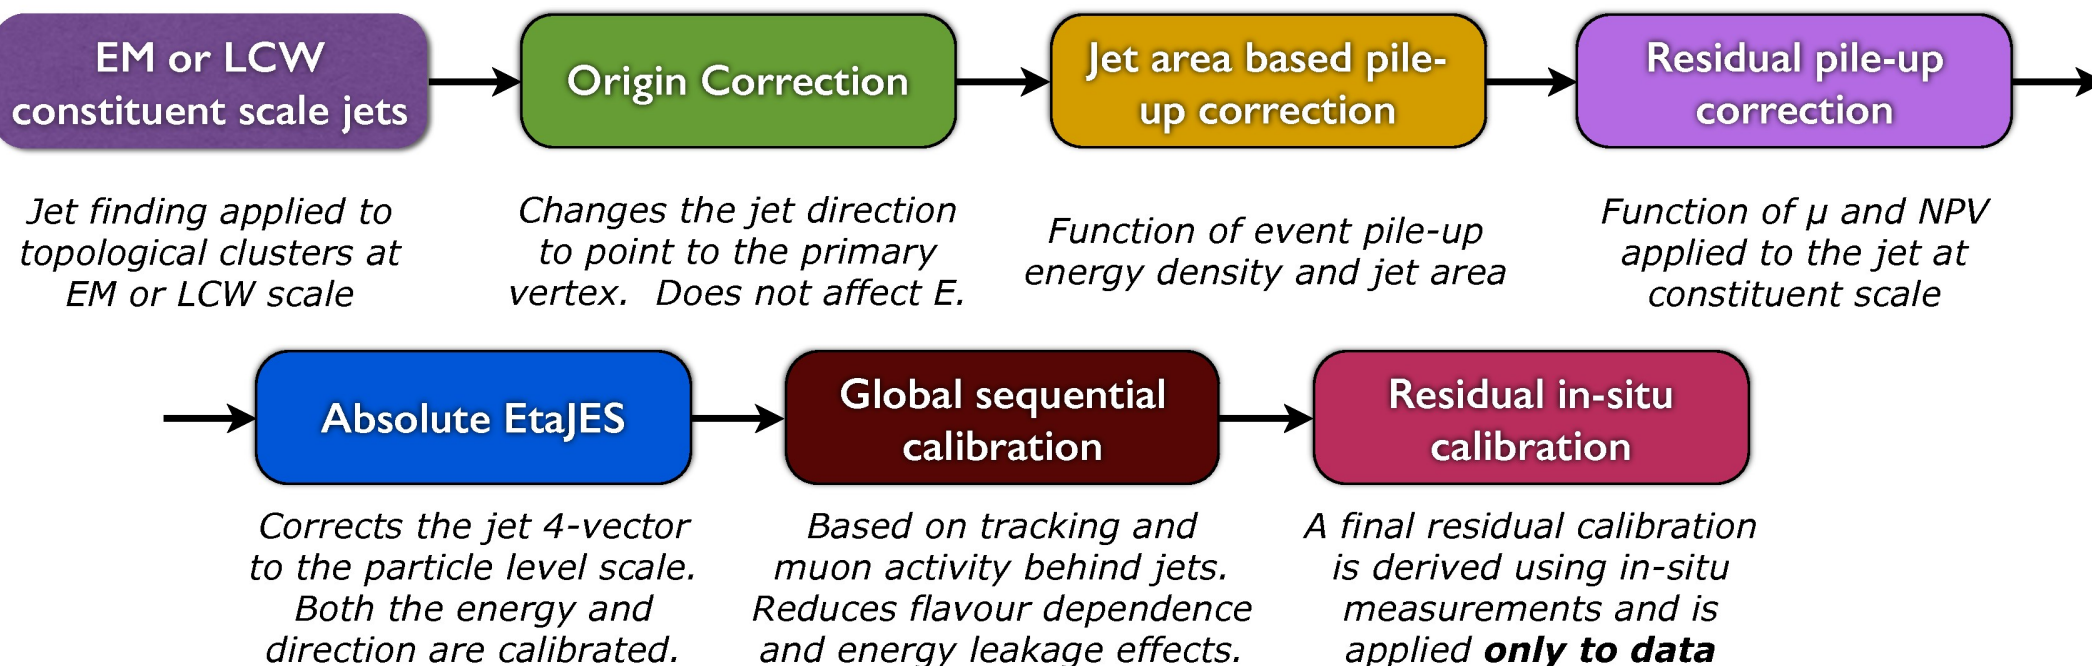 EM or LCW
constituent scale jets
Origin Correction
Jet area based pile-
up correction
Residual pile-up
correction
Jet finding applied to
topological clusters at
EM or LCW scale
Changes the jet direction
to point to the primary
vertex.  Does not affect E.
Function of event pile-up
energy density and jet area
Function of µ and NPV
applied to the jet at
constituent scale
Absolute EtaJES
Global sequential
calibration
Residual in-situ
calibration
Corrects the jet 4-vector
to the particle level scale.
Both the energy and
direction are calibrated.
Based on tracking and
muon activity behind jets.
Reduces flavour dependence
and energy leakage effects.
A final residual calibration
is derived using in-situ
measurements and is
applied only to data